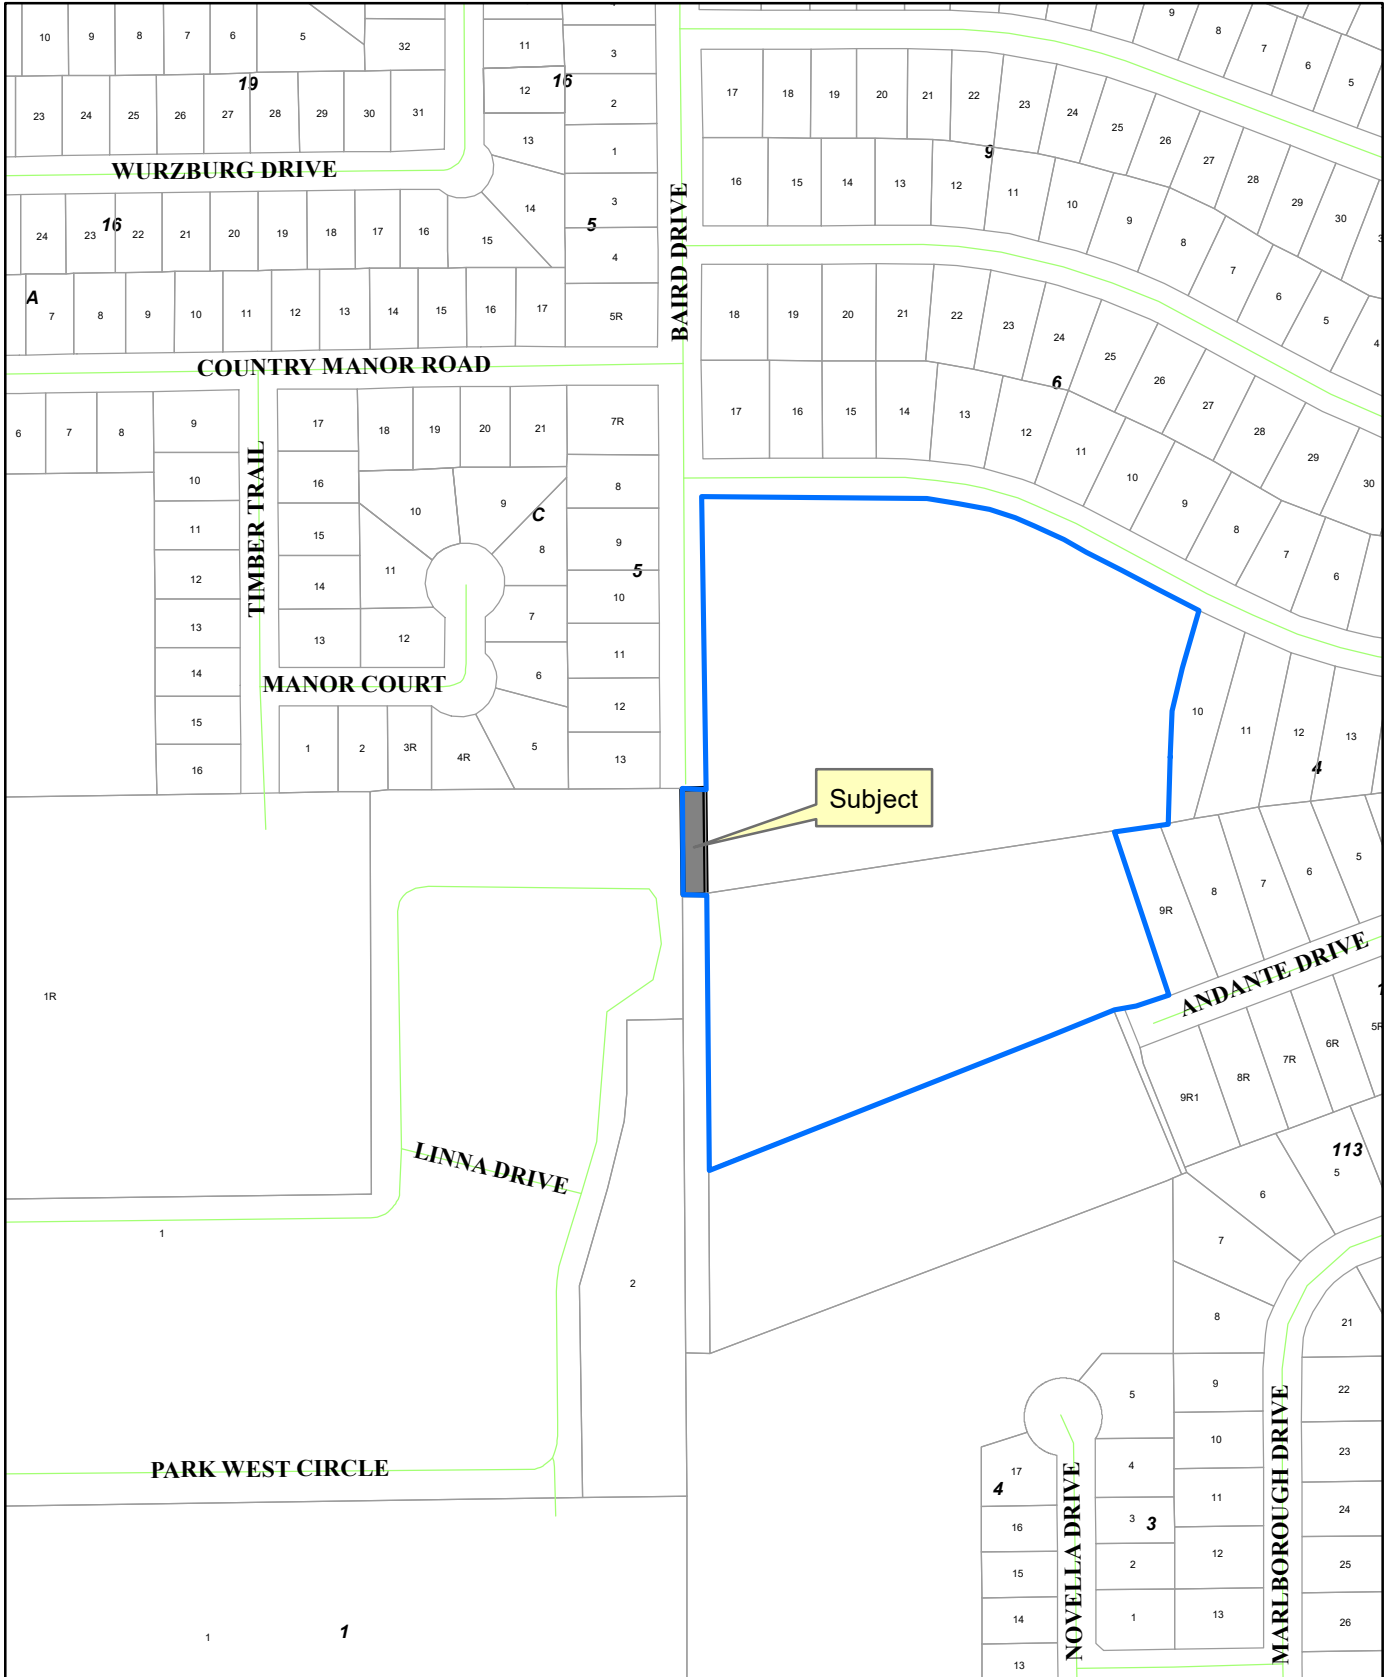 10 9 8 7 6 5 32
19
23 24 25 26 27 28 29 30 31
WURZBURG DRIVE
11 3
16
12 2
13 1
14 3
24 23 22 21 20 19 18 17 16 15
16
5
4
A
7 8 9 10 11 12 13 14 15 16 17 5R
BAIRD DRIVE
COUNTRY MANOR ROAD
9 8 7 6 5
17 18 19 20 21 22 23 24 25 26 27 28 29 30
9
16 15 14 13 12 11 10 9 8 7 6 5 4
18 19 20 21 22 23 24 25 26 27 28 29 30
6
17 16 15 14 13 12 11 10 9 8 7 6
6 7 8 9
10
11
12
13
14
15
16
TIMBER TRAIL
17 18 19 20 21 7R
16 10 9 8
C
15 11 8 9
5
14 7 10
13 12 6 11
MANOR COURT
12
1 2 3R 4R 5 13
Subject
10 11 12 13
4
9R 8 7 6 5
ANDANTE DRIVE
9R1 8R 7R 6R
113
5
6
7
8
1R
LINNA DRIVE
1
2
PARK WEST CIRCLE
1
1
21
9 22
5
10 23
17 4
4
11 24
16 3
3
12 25
15 2
14 1 13 26
13
NOVELLA DRIVE
MARLBOROUGH DRIVE